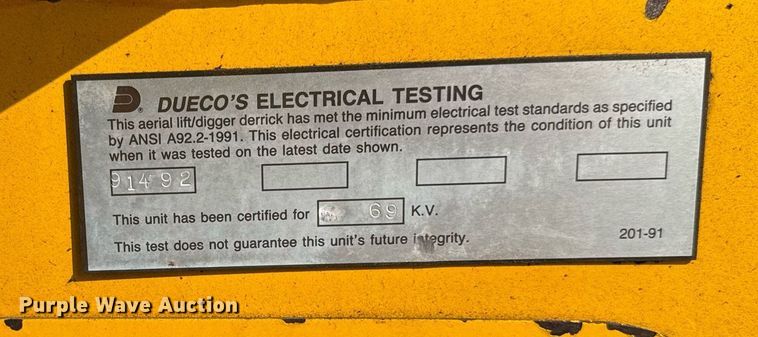 DUECO'S ELECTRICAL TESTING
This aerial lift/digger derrick has met the minimum electrical test standards as specified
by ANSI A92.2-1991. This electrical certification represents the condition of this unit
when it was tested on the latest date shown.
91492
This unit has been certified for 69 K.V.
This test does not guarantee this unit's future integrity.
201-91
Purple Wave Auction